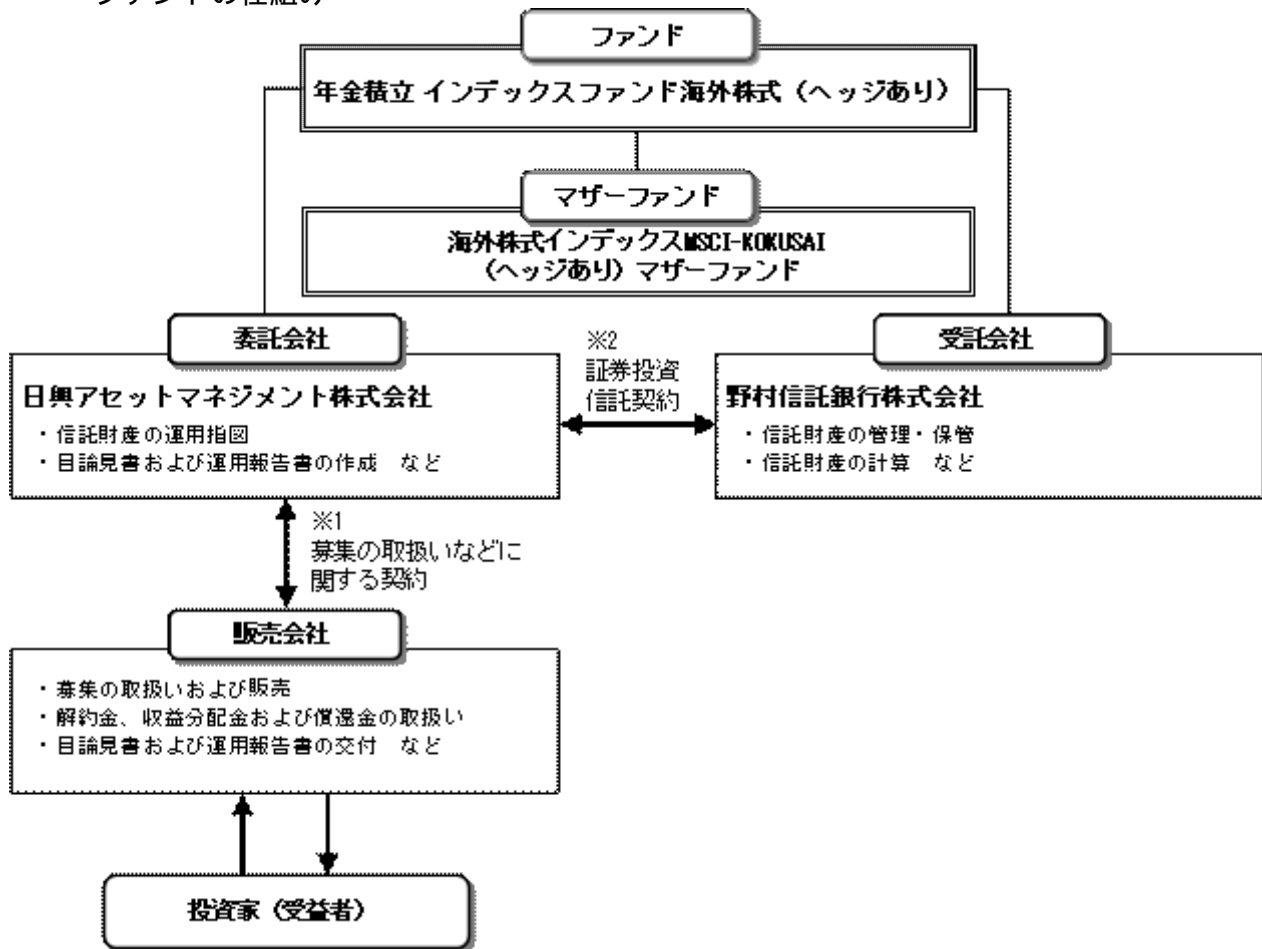 ファンドの仕組み
ファンド
年金積立 インデックスファンド海外株式（ヘッジあり）
マザーファンド
海外株式インデックスMSCI-KOKUSAI
（ヘッジあり）マザーファンド
委託会社
日興アセットマネジメント株式会社
・信託財産の運用指図
・目論見書および運用報告書の作成　など
※2
証券投資
信託契約
受託会社
野村信託銀行株式会社
・信託財産の管理・保管
・信託財産の計算　など
※1
募集の取扱いなどに
関する契約
販売会社
・募集の取扱いおよび販売
・解約金、収益分配金および償還金の取扱い
・目論見書および運用報告書の交付　など
投資家（受益者）